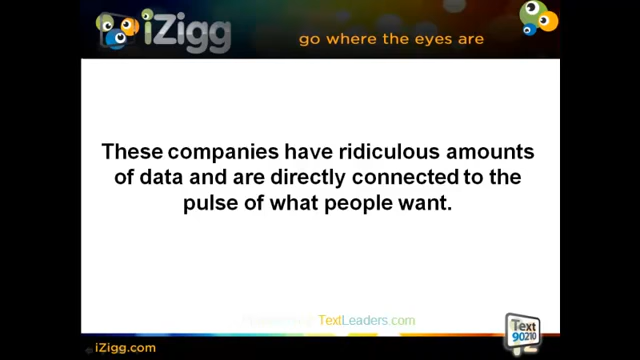 iZigg
go where the eyes are
These companies have ridiculous amounts
of data and are directly connected to the
pulse of what people want.
TextLeaders.com
Text
90210
iZigg.com